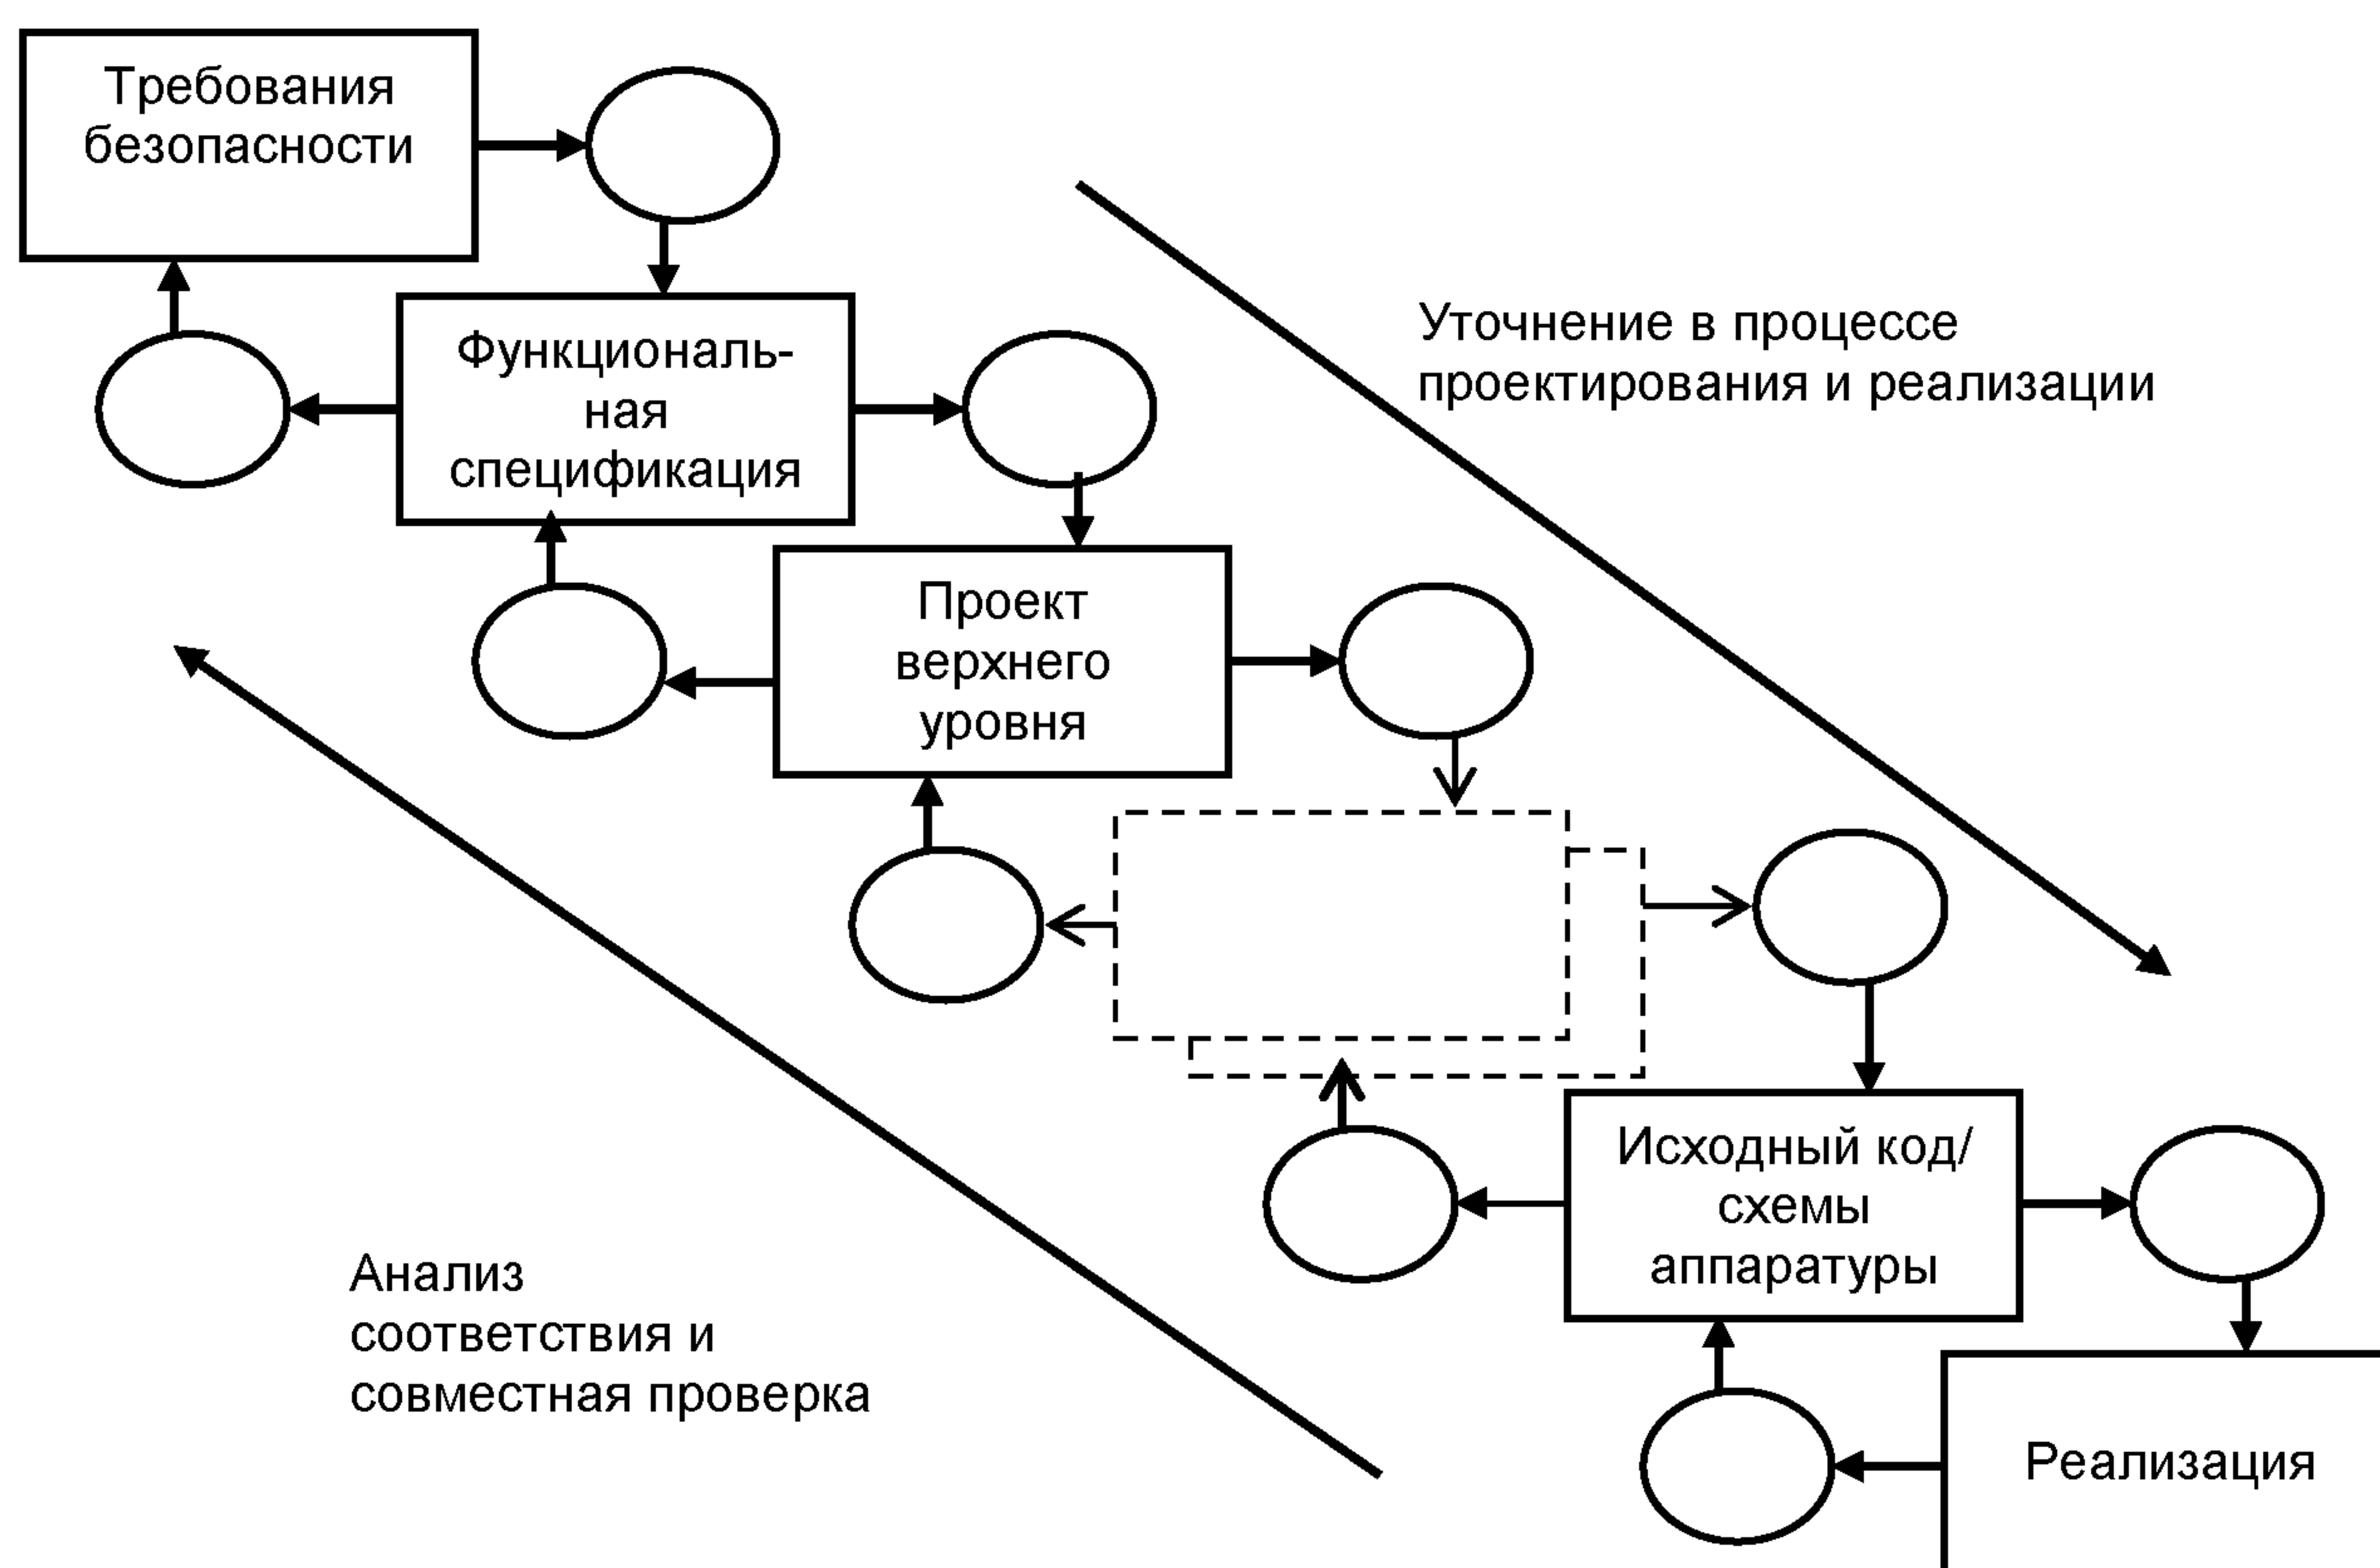 Требования
безопасности
Функциональ-
ная
спецификация
Уточнение в процессе
проектирования и реализации
Проект
верхнего
уровня
Исходный код/
схемы
аппаратуры
Анализ
соответствия и
совместная проверка
Реализация